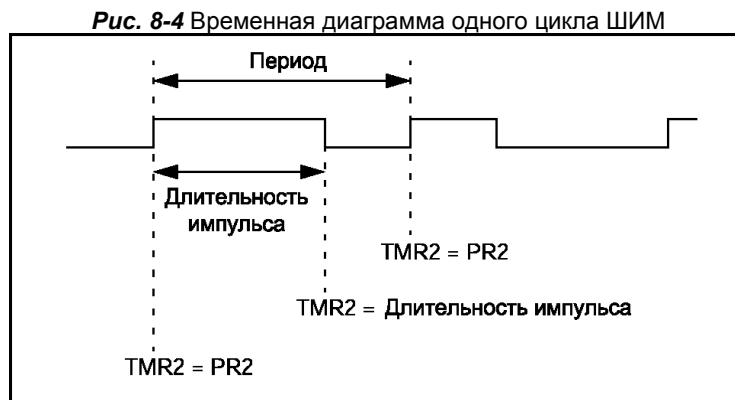 Рис. 8-4 Временная диаграмма одного цикла ШИМ
Период
Длительность
импульса
TMR2 = PR2
TMR2 = Длительность импульса
TMR2 = PR2